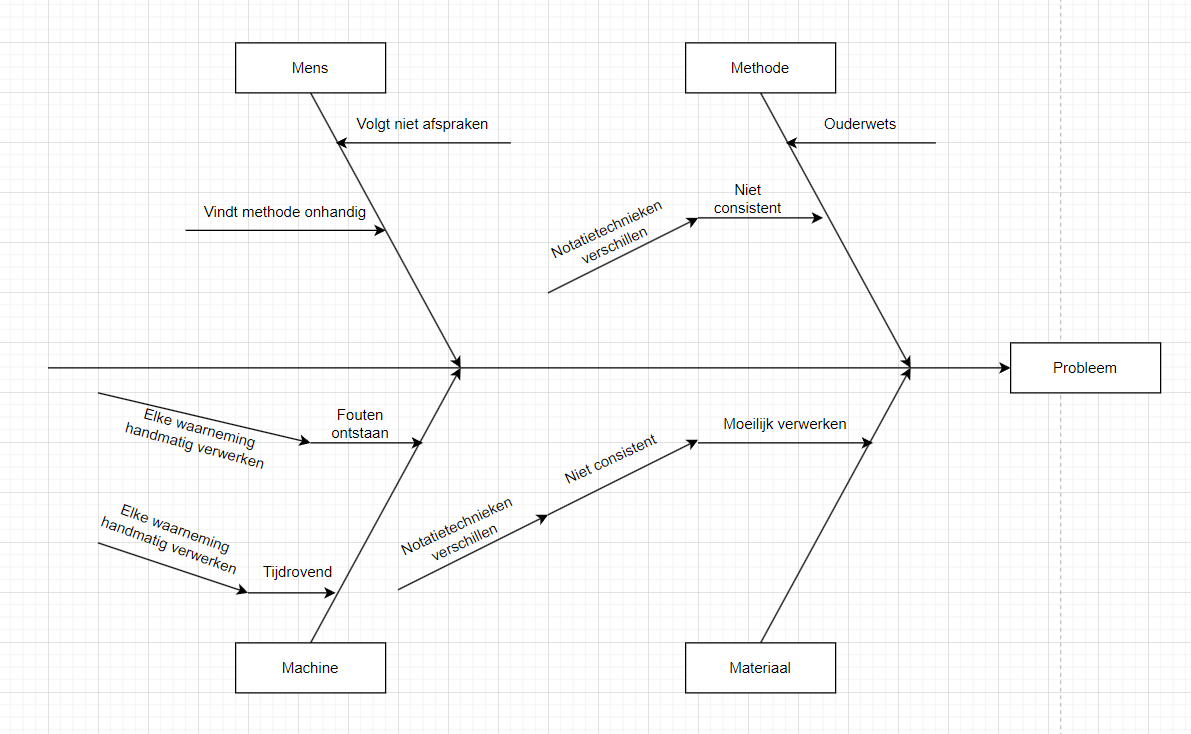 Mens
Methode
Volgt niet afspraken
Ouderwets
Vindt methode onhandig
Niet
consistent
Notatietechnieken
verschillen
Probleem
Elke waarneming
handmatig verwerken
Fouten
ontstaan
Moeilijk verwerken
Niet consistent
Notatietechnieken
verschillen
Elke waarneming
handmatig verwerken
Tijdrovend
Machine
Materiaal